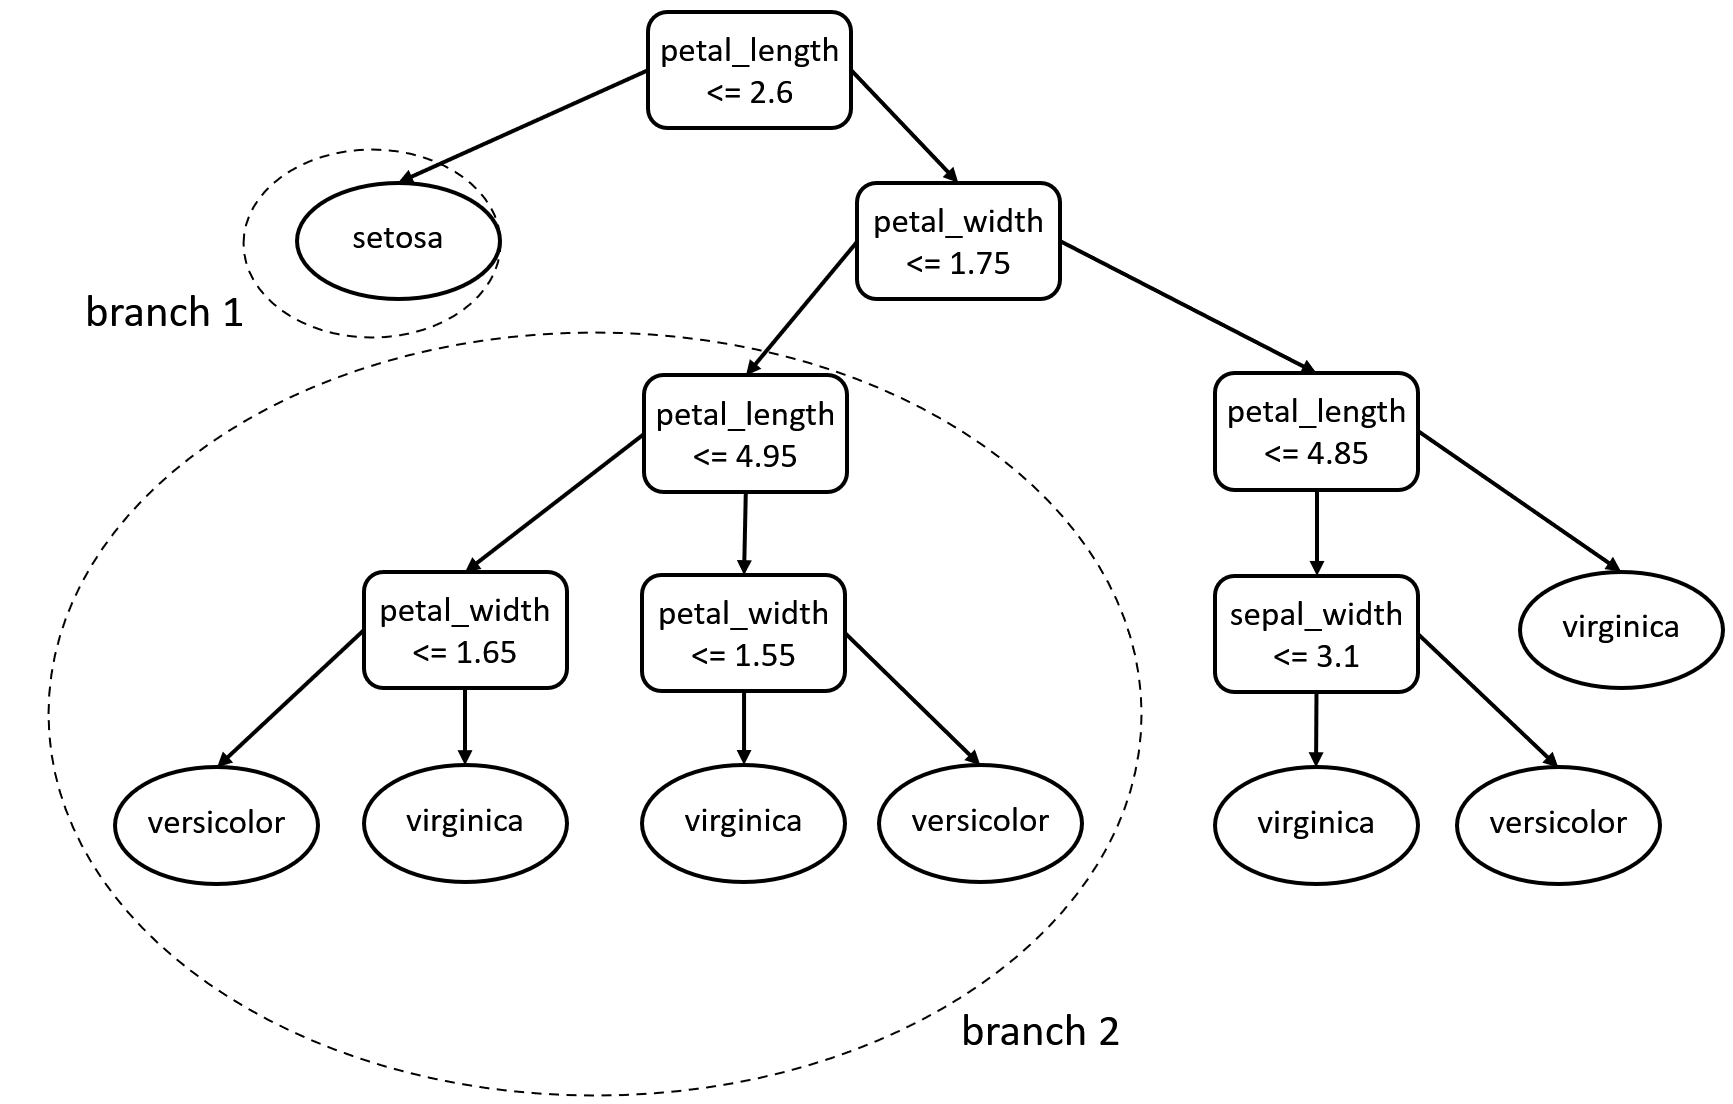 petal_length
<= 2.6
setosa
petal_width
<= 1.75
branch 1
petal_length
<= 4.95
petal_length
<= 4.85
petal_width
<= 1.65
petal_width
<= 1.55
sepal_width
<= 3.1
virginica
versicolor
virginica
virginica
versicolor
virginica
versicolor
branch 2